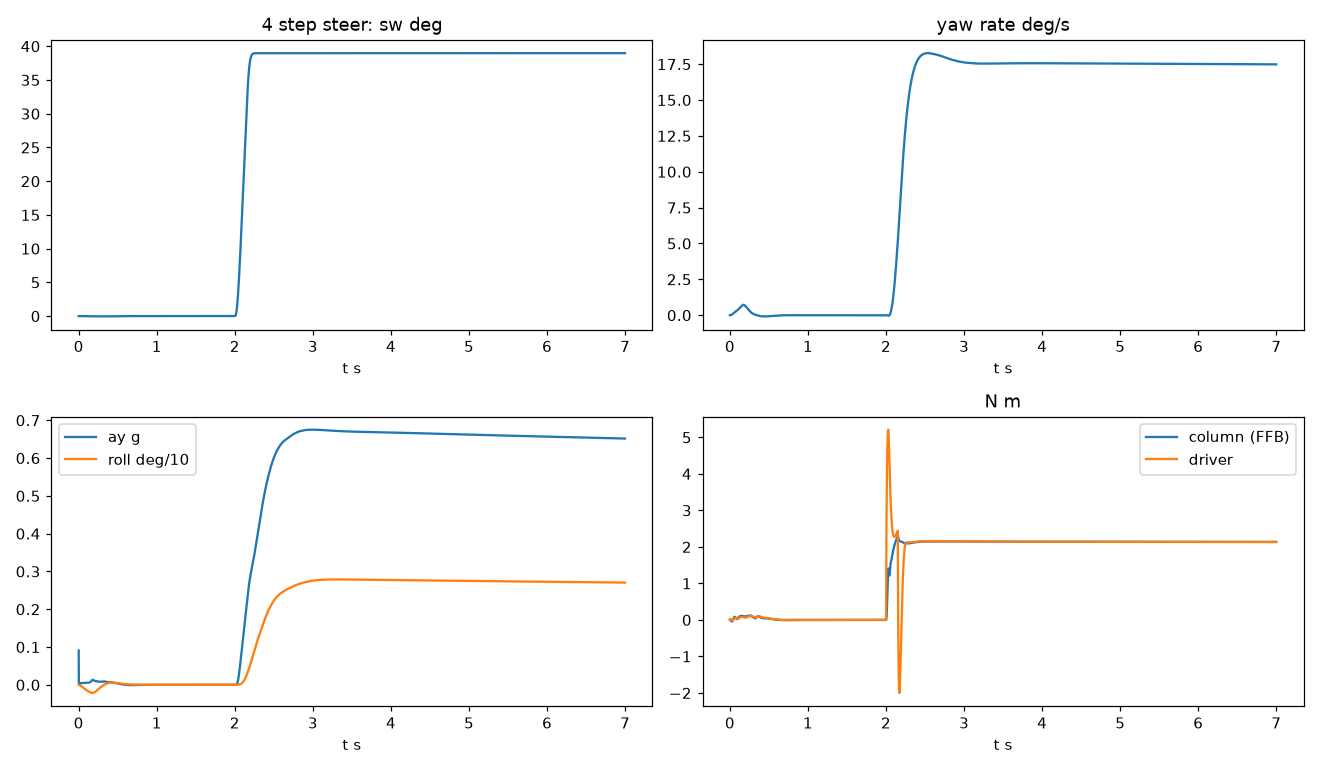 4 step steer: sw deg
40
35
30
25
20
15
10
5
0
0 1 2 3 4 5 6 7
t s
yaw rate deg/s
17.5
15.0
12.5
10.0
7.5
5.0
2.5
0.0
0 1 2 3 4 5 6 7
t s
ay g
roll deg/10
0.7
0.6
0.5
0.4
0.3
0.2
0.1
0.0
0 1 2 3 4 5 6 7
t s
N m
column (FFB)
driver
5
4
3
2
1
0
−1
−2
0 1 2 3 4 5 6 7
t s